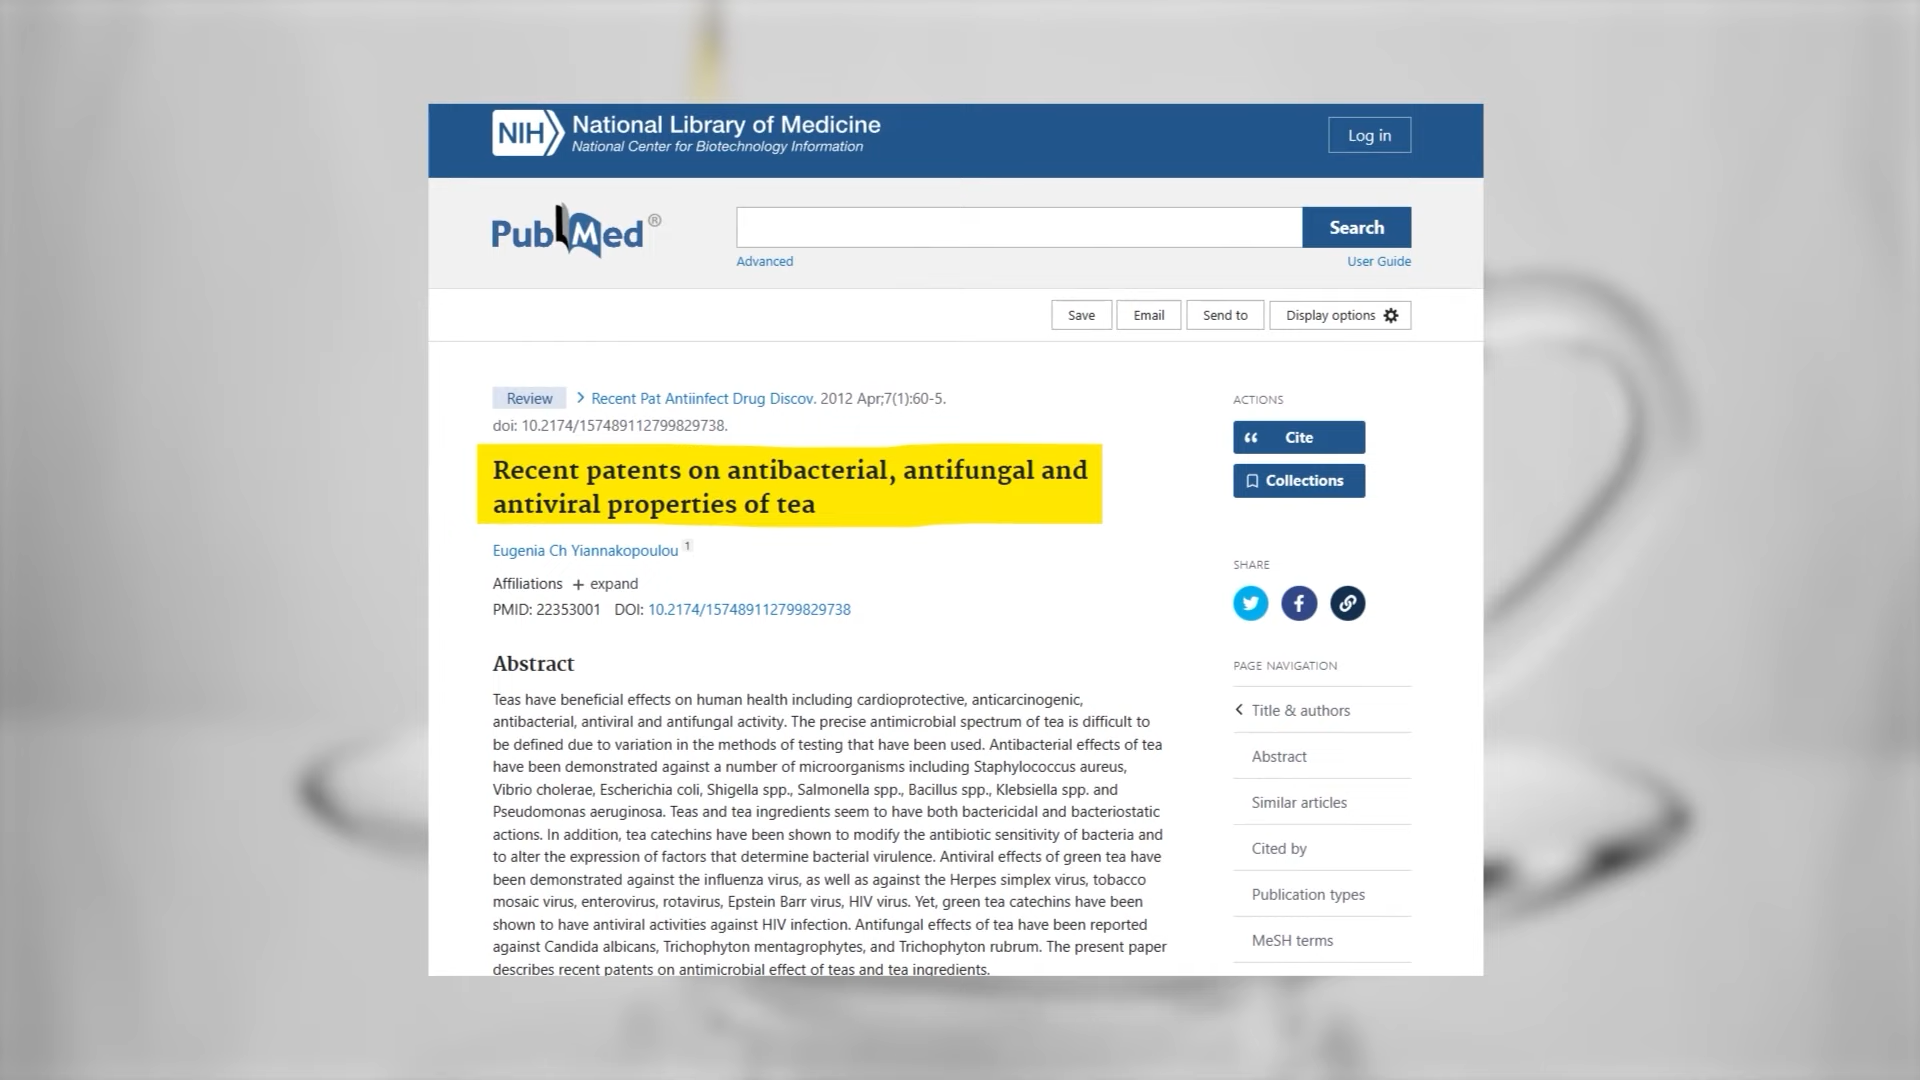 NIH National Library of Medicine
National Center for Biotechnology Information
Log in
PubMed®
Search
Advanced
User Guide
Save
Email
Send to
Display options
Review
Recent Pat Antiinfect Drug Discov. 2012 Apr;7(1):60-5.
doi: 10.2174/157489112799829738.
Recent patents on antibacterial, antifungal and
antiviral properties of tea
Eugenia Ch Yiannakopoulou 1
Affiliations + expand
PMID: 22353001 DOI: 10.2174/157489112799829738
Abstract
Teas have beneficial effects on human health including cardioprotective, anticarcinogenic,
antibacterial, antiviral and antifungal activity. The precise antimicrobial spectrum of tea is difficult to
be defined due to variation in the methods of testing that have been used. Antibacterial effects of tea
have been demonstrated against a number of microorganisms including Staphylococcus aureus,
Vibrio cholerae, Escherichia coli, Shigella spp., Salmonella spp., Bacillus spp., Klebsiella spp. and
Pseudomonas aeruginosa. Teas and tea ingredients seem to have both bactericidal and bacteriostatic
actions. In addition, tea catechins have been shown to modify the antibiotic sensitivity of bacteria and
to alter the expression of factors that determine bacterial virulence. Antiviral effects of green tea have
been demonstrated against the influenza virus, as well as against the Herpes simplex virus, tobacco
mosaic virus, enterovirus, rotavirus, Epstein Barr virus, HIV virus. Yet, green tea catechins have been
shown to have antiviral activities against HIV infection. Antifungal effects of tea have been reported
against Candida albicans, Trichophyton mentagrophytes, and Trichophyton rubrum. The present paper
describes recent patents on antimicrobial effect of teas and tea ingredients.
ACTIONS
Cite
Collections
SHARE
PAGE NAVIGATION
Title & authors
Abstract
Similar articles
Cited by
Publication types
MeSH terms